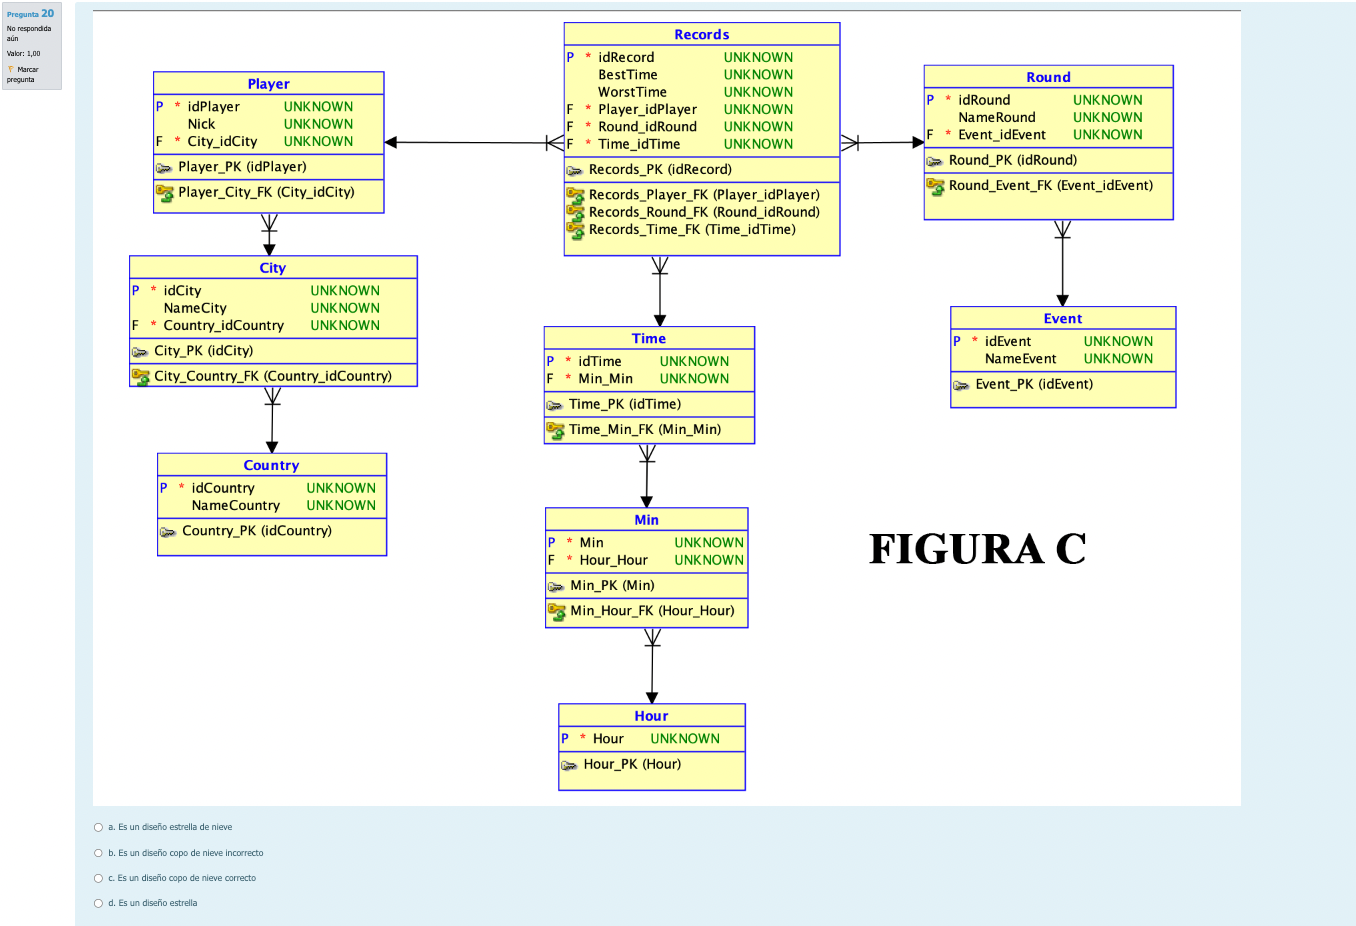 Pregunta 20
No respondida
aún
Valor: 1,00
Marcar
pregunta
Player
P * idPlayer UNKNOWN
Nick UNKNOWN
F * City_idCity UNKNOWN
Player_PK (idPlayer)
Player_City_FK (City_idCity)
City
P * idCity UNKNOWN
NameCity UNKNOWN
F * Country_idCountry UNKNOWN
City_PK (idCity)
City_Country_FK (Country_idCountry)
Country
P * idCountry UNKNOWN
NameCountry UNKNOWN
Country_PK (idCountry)
Records
P * idRecord UNKNOWN
BestTime UNKNOWN
WorstTime UNKNOWN
F * Player_idPlayer UNKNOWN
F * Round_idRound UNKNOWN
F * Time_idTime UNKNOWN
Records_PK (idRecord)
Records_Player_FK (Player_idPlayer)
Records_Round_FK (Round_idRound)
Records_Time_FK (Time_idTime)
Time
P * idTime UNKNOWN
F * Min_Min UNKNOWN
Time_PK (idTime)
Time_Min_FK (Min_Min)
Min
P * Min UNKNOWN
F * Hour_Hour UNKNOWN
Min_PK (Min)
Min_Hour_FK (Hour_Hour)
Hour
P * Hour UNKNOWN
Hour_PK (Hour)
Round
P * idRound UNKNOWN
NameRound UNKNOWN
F * Event_idEvent UNKNOWN
Round_PK (idRound)
Round_Event_FK (Event_idEvent)
Event
P * idEvent UNKNOWN
NameEvent UNKNOWN
Event_PK (idEvent)
FIGURA C
a. Es un diseño estrella de nieve
b. Es un diseño copo de nieve incorrecto
c. Es un diseño copo de nieve correcto
d. Es un diseño estrella